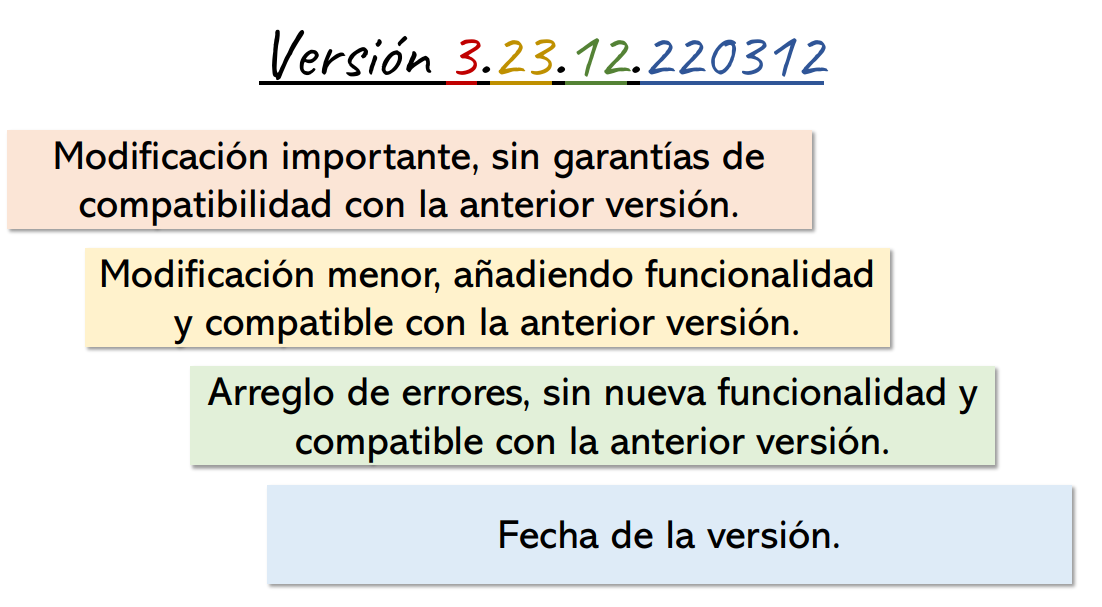 Versión 3.23.12.220312
Modificación importante, sin garantías de
compatibilidad con la anterior versión.
Modificación menor, añadiendo funcionalidad
y compatible con la anterior versión.
Arreglo de errores, sin nueva funcionalidad y
compatible con la anterior versión.
Fecha de la versión.